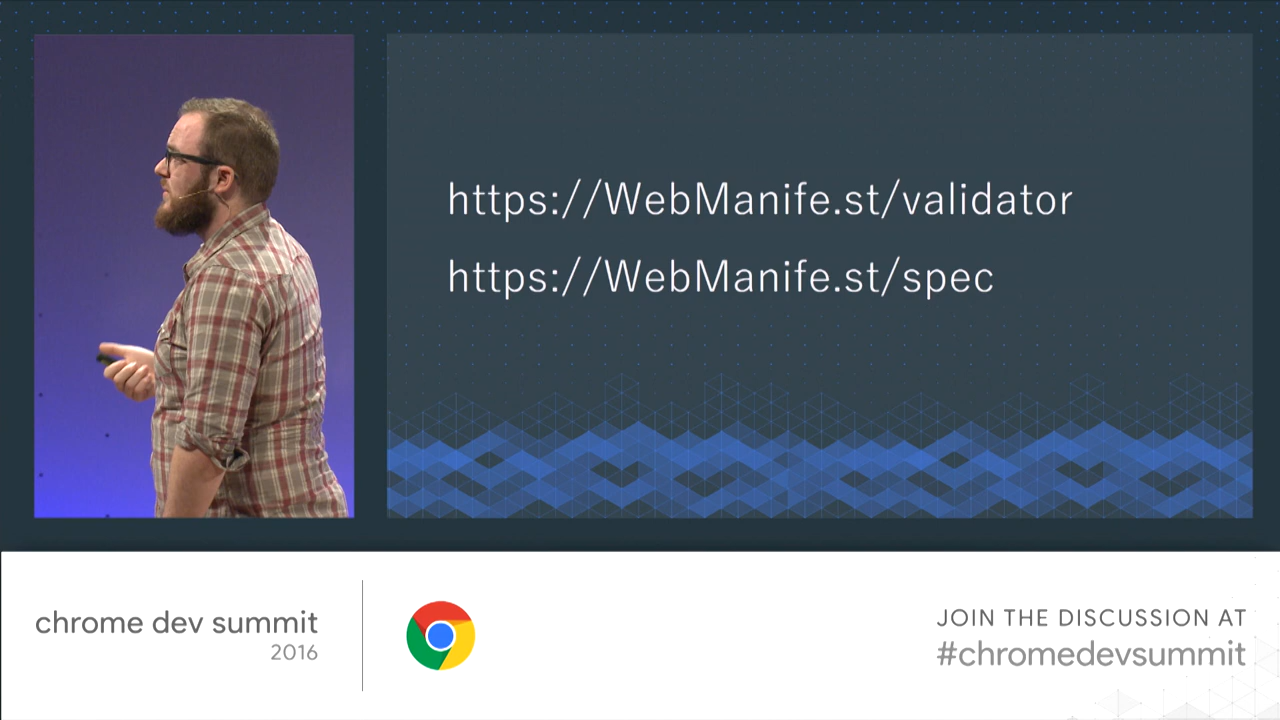 https://WebManife.st/validator
https://WebManife.st/spec
chrome dev summit
2016
JOIN THE DISCUSSION AT
#chromedevsummit